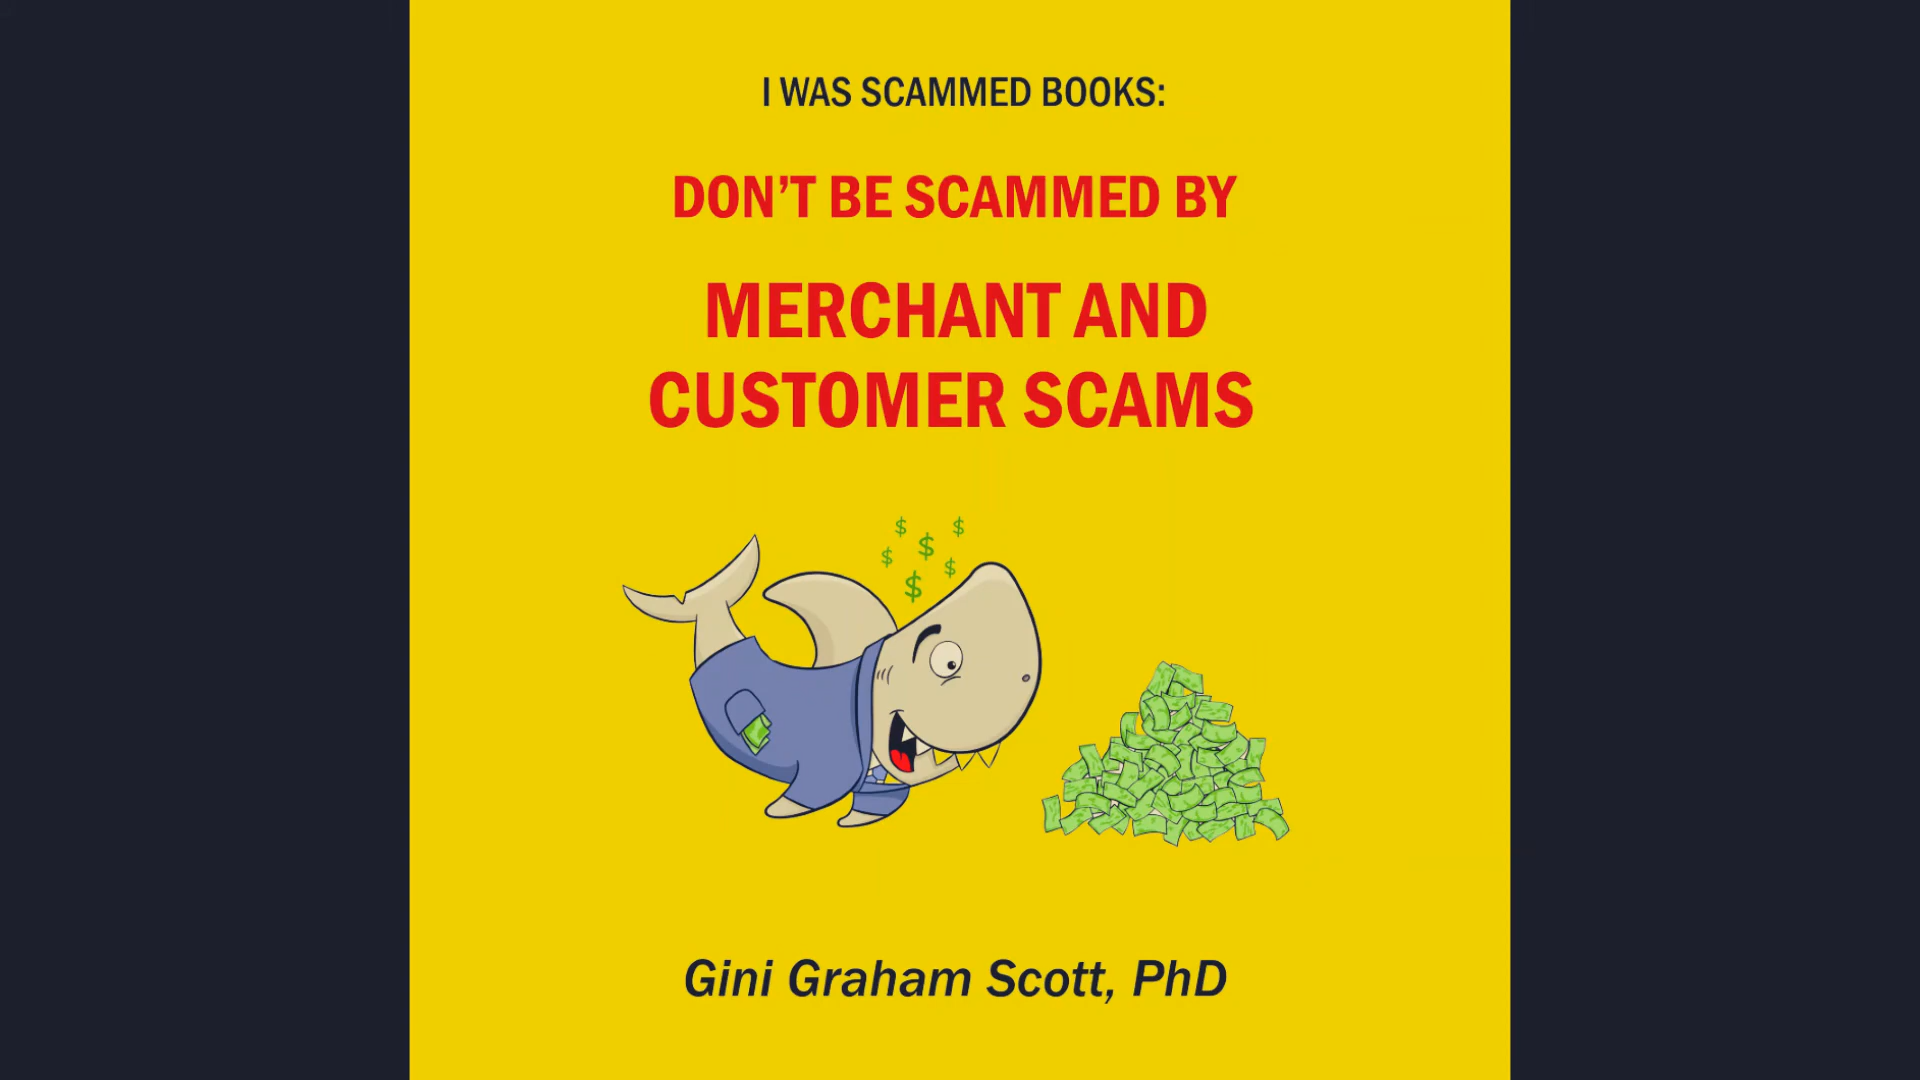 I WAS SCAMMED BOOKS:
DON'T BE SCAMMED BY
MERCHANT AND
CUSTOMER SCAMS
$ $
$
$ $
$
Gini Graham Scott, PhD